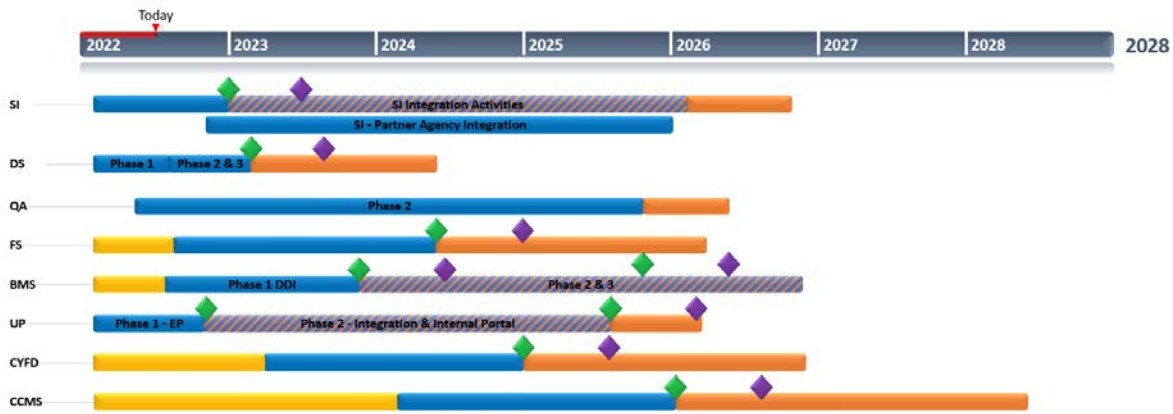 Today
2022 2023 2024 2025 2026 2027 2028 2028
SI SI Integration Activities
SI - Partner Agency Integration
DS Phase 1 Phase 2 & 3
QA Phase 2
FS
BMS Phase 1 DDI Phase 2 & 3
UP Phase 1 - EP Phase 2 - Integration & Internal Portal
CYFD
CCMS